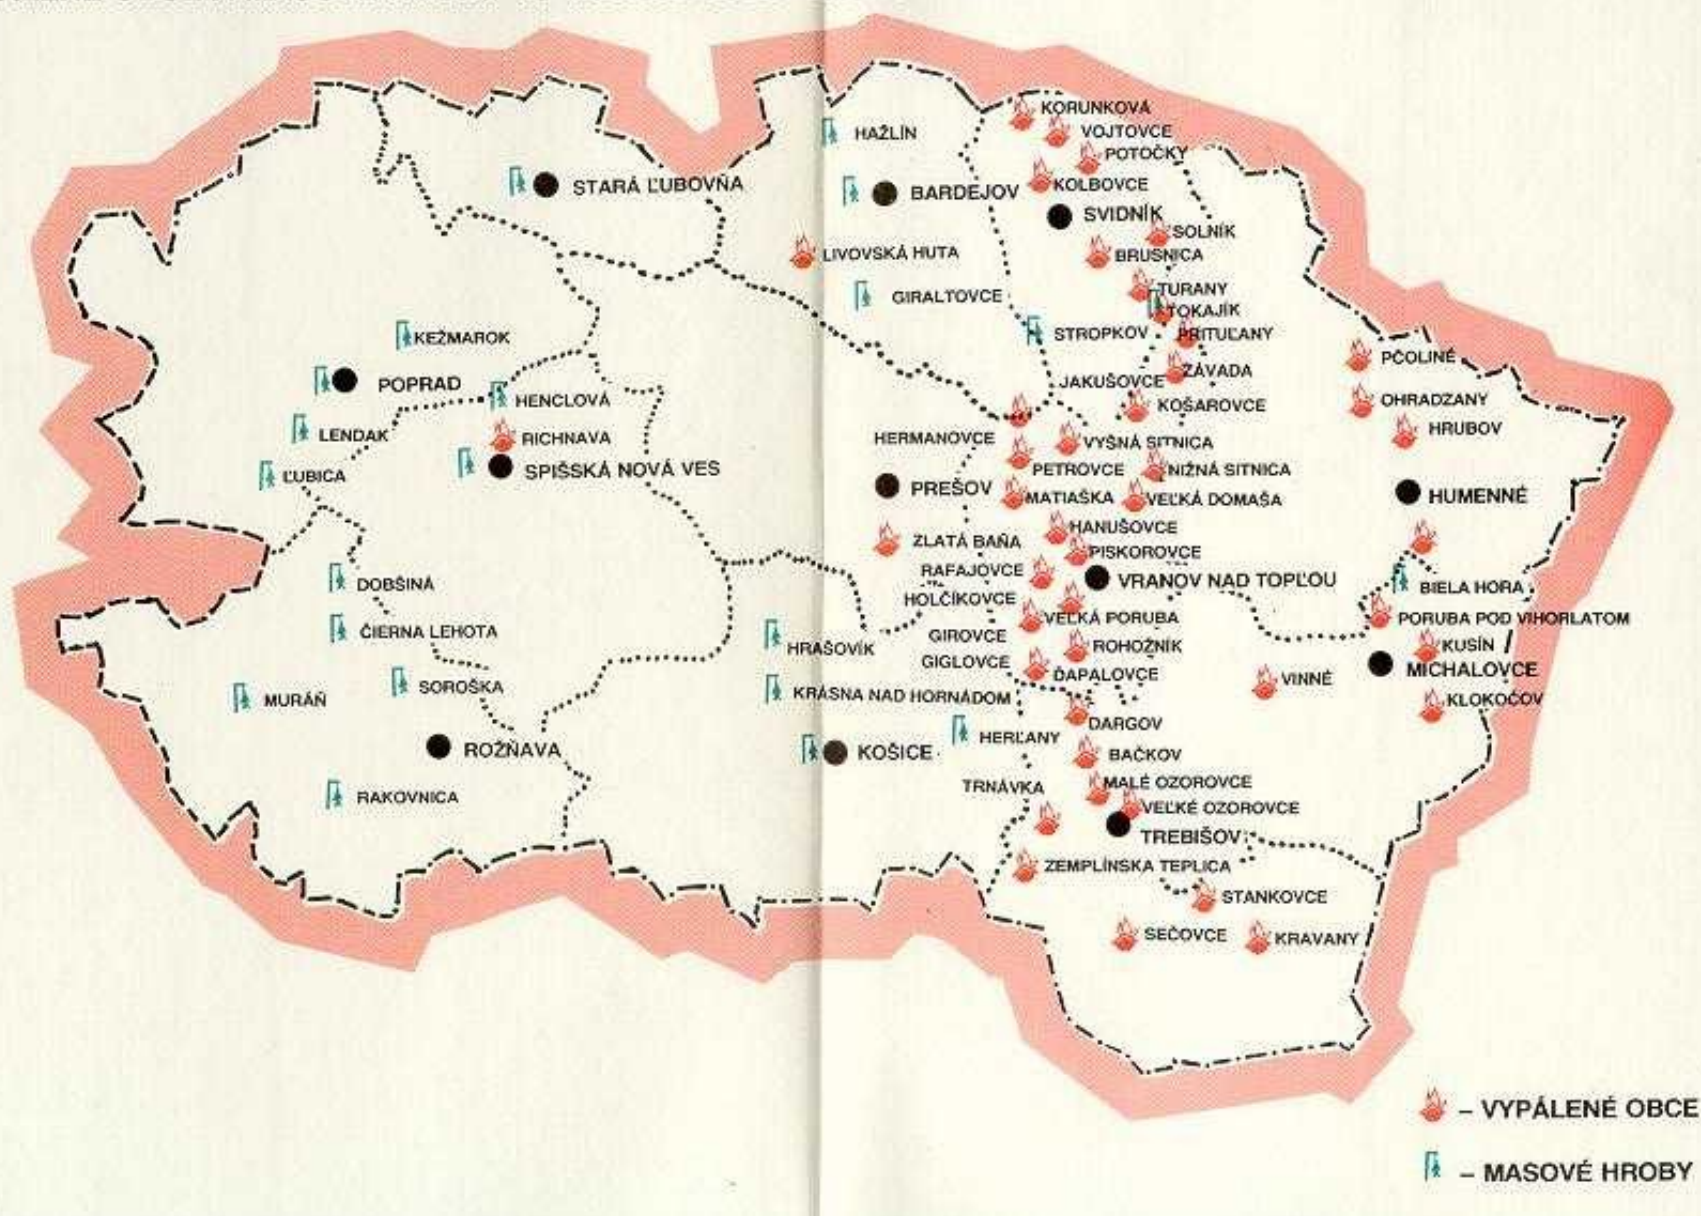 KORUNKOVÁ
HAŽLÍN
VOJTOVCE
POTOČKY
STARÁ ĽUBOVŇA
BARDEJOV
KOLBOVCE
SVIDNÍK
SOLNÍK
LIVOVSKÁ HUTA
BRUSNICA
GIRALTOVCE
TURANY
TOKAJÍK
KEŽMAROK
STROPKOV
PRITUĽANY
PČOLINÉ
POPRAD
JAKUŠOVCE
ZÁVADA
HENCLOVÁ
KOŠAROVCE
OHRADZANY
LENDAK
RICHNAVA
HERMANOVCE
VYŠNÁ SITNICA
HRUBOV
ĽUBICA
SPIŠSKÁ NOVÁ VES
PETROVCE
NIŽNÁ SITNICA
PREŠOV
MATIAŠKA
VEĽKÁ DOMAŠA
HUMENNÉ
HANUŠOVCE
ZLATÁ BAŇA
PISKOROVCE
DOBŠINÁ
RAFAJOVCE
VRANOV NAD TOPĽOU
BIELA HORA
HOLČÍKOVCE
ČIERNA LEHOTA
VEĽKÁ PORUBA
PORUBA POD VIHORLATOM
HRAŠOVÍK
GIROVCE
ROHOŽNÍK
KUSÍN
GIGLOVCE
MICHALOVCE
SOROŠKA
ĎAPALOVCE
VINNÉ
MURÁŇ
KRÁSNA NAD HORNÁDOM
KLOKOČOV
DARGOV
ROŽŇAVA
KOŠICE
HERĽANY
BAČKOV
RAKOVNICA
TRNÁVKA
MALÉ OZOROVCE
VEĽKÉ OZOROVCE
TREBIŠOV
ZEMPLÍNSKA TEPLICA
STANKOVCE
SEČOVCE
KRAVANY
– VYPÁLENÉ OBCE
– MASOVÉ HROBY